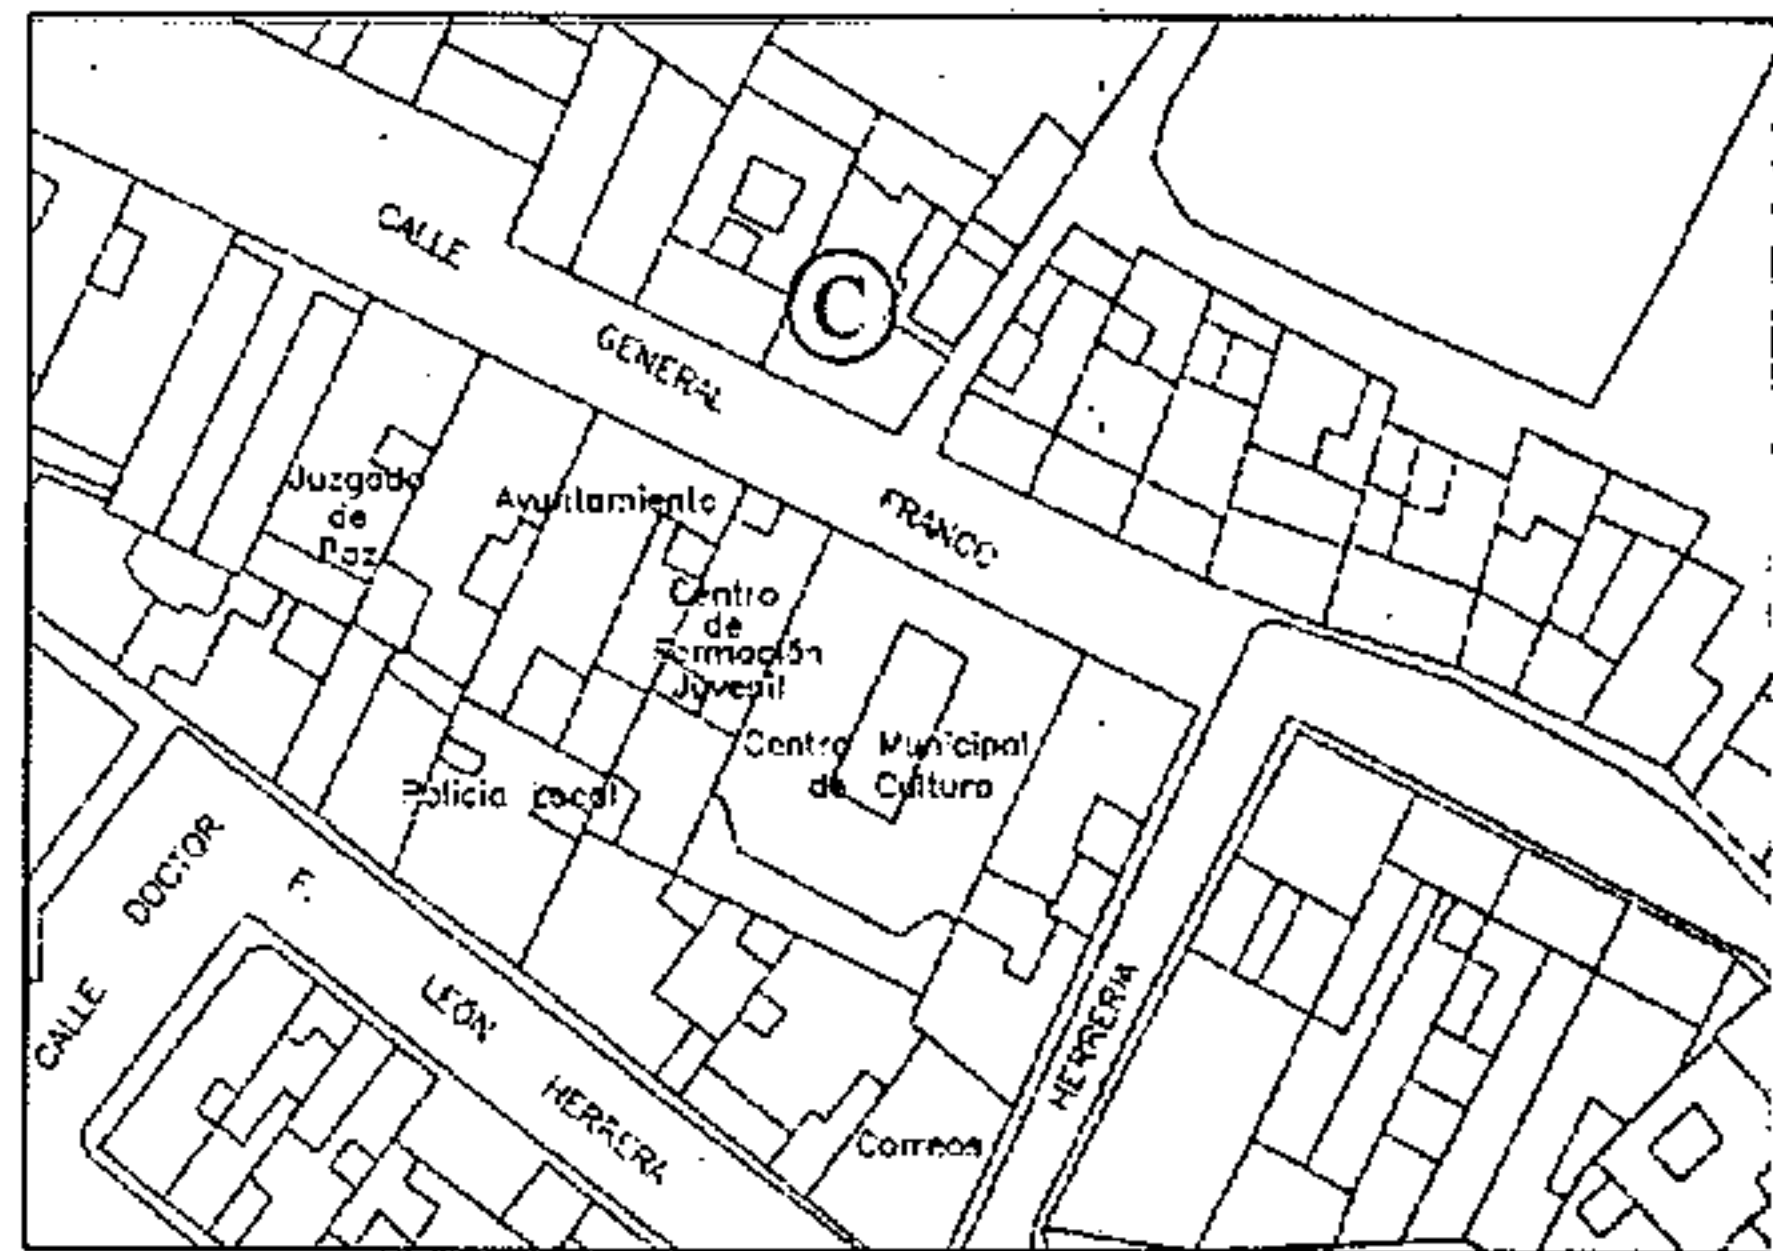 CALLE
GENERAL
FRANCO
C
Juzgado
de
Paz
Ayuntamiento
Centro
de
Formación
Juvenil
Centro Municipal
de Cultura
Policia Local
CALLE
DOCTOR
F.
LEÓN
HERRERA
HERRERIA
Correos